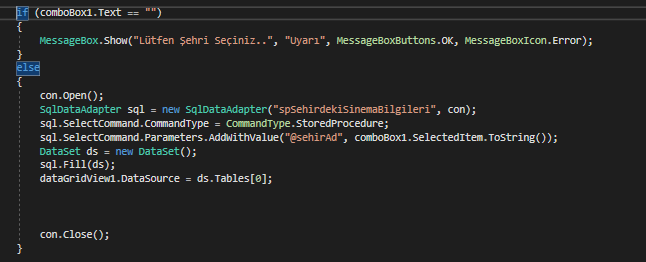 if (comboBox1.Text == "")
{
MessageBox.Show("Lütfen Şehri Seçiniz..", "Uyarı", MessageBoxButtons.OK, MessageBoxIcon.Error);
}
else
{
con.Open();
SqlDataAdapter sql = new SqlDataAdapter("spSehirdekiSinemaBilgileri", con);
sql.SelectCommand.CommandType = CommandType.StoredProcedure;
sql.SelectCommand.Parameters.AddWithValue("@sehirAd", comboBox1.SelectedItem.ToString());
DataSet ds = new DataSet();
sql.Fill(ds);
dataGridView1.DataSource = ds.Tables[0];
con.Close();
}